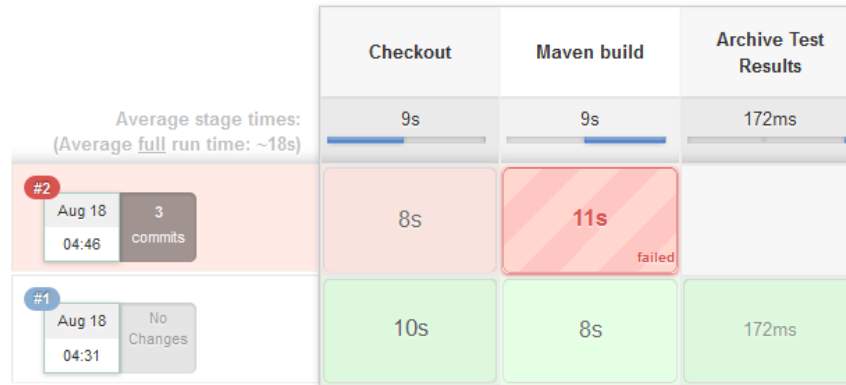 Checkout
Maven build
Archive Test
Results
Average stage times:
(Average full run time: ~18s)
9s
9s
172ms
#2
Aug 18
04:46
3
commits
8s
11s
failed
#1
Aug 18
04:31
No
Changes
10s
8s
172ms